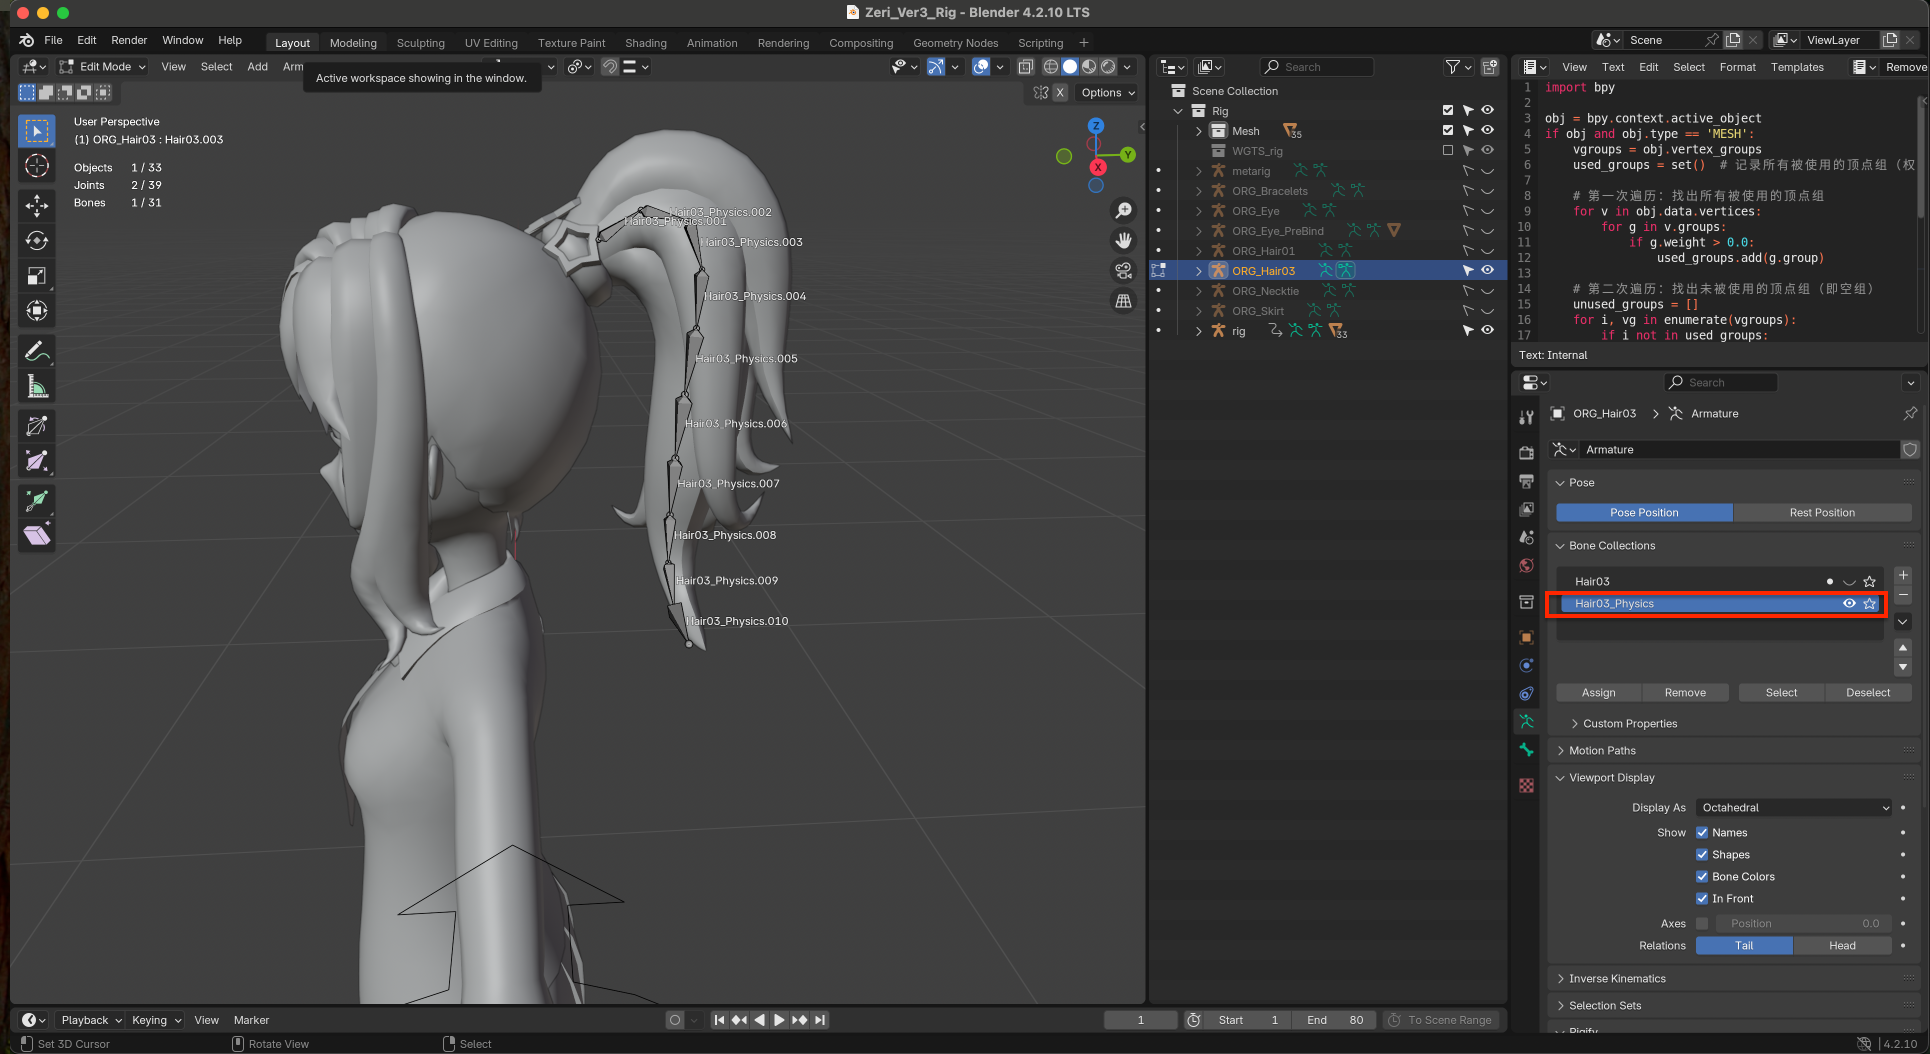 Zeri_Ver3_Rig - Blender 4.2.10 LTS
File Edit Render Window Help Layout Modeling Sculpting UV Editing Texture Paint Shading Animation Rendering Compositing Geometry Nodes Scripting + Scene ViewLayer
Edit Mode View Select Add Arm
Active workspace showing in the window.
X Options
User Perspective
(1) ORG_Hair03 : Hair03.003
Objects 1 / 33
Joints 2 / 39
Bones 1 / 31
Z
Y
X
Hair03_Physics.002
Hair03_Physics.001
Hair03_Physics.003
Hair03_Physics.004
Hair03_Physics.005
Hair03_Physics.006
Hair03_Physics.007
Hair03_Physics.008
Hair03_Physics.009
Hair03_Physics.010
Search
Scene Collection
Rig
Mesh 35
WGTS_rig
metarig
ORG_Bracelets
ORG_Eye
ORG_Eye_PreBind
ORG_Hair01
ORG_Hair03
ORG_Necktie
ORG_Skirt
rig 33
View Text Edit Select Format Templates Remove
1 import bpy
2
3 obj = bpy.context.active_object
4 if obj and obj.type == 'MESH':
5 vgroups = obj.vertex_groups
6 used_groups = set() # 记录所有被使用的顶点组（权
7
8 # 第一次遍历：找出所有被使用的顶点组
9 for v in obj.data.vertices:
10 for g in v.groups:
11 if g.weight > 0.0:
12 used_groups.add(g.group)
13
14 # 第二次遍历：找出未被使用的顶点组（即空组）
15 unused_groups = []
16 for i, vg in enumerate(vgroups):
17 if i not in used_groups:
Text: Internal
Search
ORG_Hair03 > Armature
Armature
Pose
Pose Position Rest Position
Bone Collections
Hair03
Hair03_Physics
Assign Remove Select Deselect
Custom Properties
Motion Paths
Viewport Display
Display As Octahedral
Show Names
Shapes
Bone Colors
In Front
Axes Position 0.0
Relations Tail Head
Inverse Kinematics
Selection Sets
Rigify
Playback Keying View Marker 1 Start 1 End 80 To Scene Range
Set 3D Cursor Rotate View Select 4.2.10